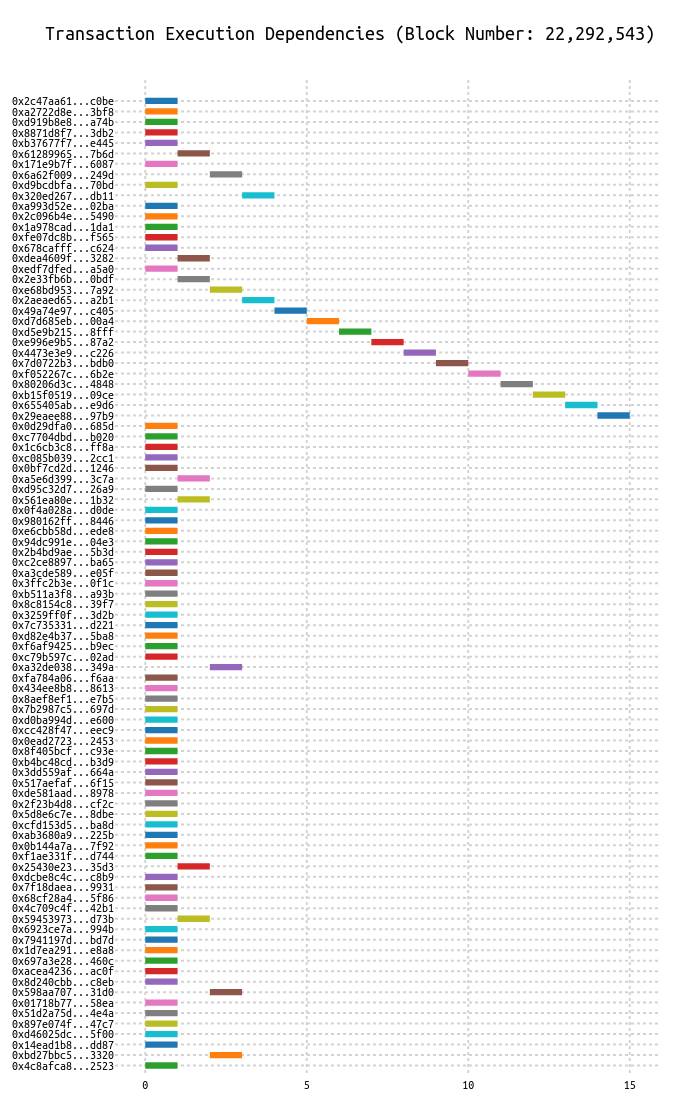 Transaction Execution Dependencies (Block Number: 22,292,543)
0x2c47aa61...c0be
0xa2722d8e...3bf8
0xd919b8e8...a74b
0x8871d8f7...3db2
0xb37677f7...e445
0x61289965...7b6d
0x171e9b7f...6087
0x6a62f009...249d
0xd9bcdbfa...70bd
0x320ed267...db11
0xa993d52e...02ba
0x2c096b4e...5490
0x1a978cad...1da1
0xfe07dc8b...f565
0x678cafff...c624
0xdea4609f...3282
0xedf7dfed...a5a0
0x2e33fb6b...0bdf
0xe68bd953...7a92
0x2aeaed65...a2b1
0x49a74e97...c405
0xd7d685eb...00a4
0xd5e9b215...8fff
0xe996e9b5...87a2
0x4473e3e9...c226
0x7d0722b3...bdb0
0xf052267c...6b2e
0x80206d3c...4848
0xb15f0519...09ce
0x655405ab...e9d6
0x29eaee88...97b9
0x0d29dfa0...685d
0xc7704dbd...b020
0x1c6cb3c8...ff8a
0xc085b039...2cc1
0x0bf7cd2d...1246
0xa5e6d399...3c7a
0xd95c32d7...26a9
0x561ea80e...1b32
0x0f4a028a...d0de
0x980162ff...8446
0xe6cbb58d...ede8
0x94dc991e...04e3
0x2b4bd9ae...5b3d
0xc2ce8897...ba65
0xa3cde589...e05f
0x3ffc2b3e...0f1c
0xb511a3f8...a93b
0x8c8154c8...39f7
0x3259ff0f...3d2b
0x7c735331...d221
0xd82e4b37...5ba8
0xf6af9425...b9ec
0xc79b597c...02ad
0xa32de038...349a
0xfa784a06...f6aa
0x434ee8b8...8613
0x8aef8ef1...e7b5
0x7b2987c5...697d
0xd0ba994d...e600
0xcc428f47...eec9
0x0ead2723...2453
0x8f405bcf...c93e
0xb4bc48cd...b3d9
0x3dd559af...664a
0x517aefaf...6f15
0xde581aad...8978
0x2f23b4d8...cf2c
0x5d8e6c7e...8dbe
0xcfd153d5...ba8d
0xab3680a9...225b
0x0b144a7a...7f92
0xf1ae331f...d744
0x25430e23...35d3
0xdcbe8c4c...c8b9
0x7f18daea...9931
0x68cf28a4...5f86
0x4c709c4f...42b1
0x59453973...d73b
0x6923ce7a...994b
0x7941197d...bd7d
0x1d7ea291...e8a8
0x697a3e28...460c
0xacea4236...ac0f
0x8d240cbb...c8eb
0x598aa707...31d0
0x01718b77...58ea
0x51d2a75d...4e4a
0x897e074f...47c7
0xd46025dc...5f00
0x14ead1b8...dd87
0xbd27bbc5...3320
0x4c8afca8...2523
0 5 10 15